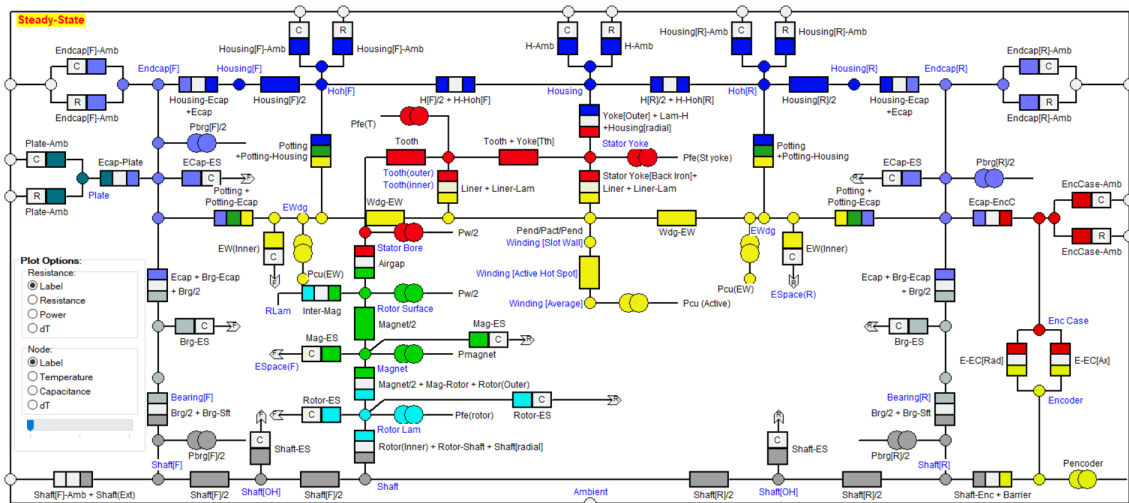 Steady-State
C
R
C
R
C
R
Housing[F]-Amb
Housing[F]-Amb
H-Amb
H-Amb
Housing[R]-Amb
Housing[R]-Amb
Endcap[F]-Amb
C
R
Endcap[F]-Amb
Endcap[F]
Housing[F]
Housing-Ecap
+Ecap
Housing[F]/2
Hoh[F]
H[F]/2 + H-Hoh[F]
Housing
H[R]/2 + H-Hoh[R]
Hoh[R]
Housing[R]/2
Housing[R]
Housing-Ecap
+Ecap
Endcap[R]
Endcap[R]-Amb
C
R
Endcap[R]-Amb
Pfe(T)
Yoke[Outer] + Lam-H
+Housing[radial]
Stator Yoke
Plate-Amb
C
R
Plate-Amb
Plate
Ecap-Plate
Pbrg[F]/2
ECap-ES
C
F
Potting +
Potting-Ecap
Potting
+Potting-Housing
Tooth
Tooth(outer)
Tooth(inner)
Tooth + Yoke[Tth]
Liner + Liner-Lam
Pfe(St yoke)
Stator Yoke[Back Iron]+
Liner + Liner-Lam
Potting
+Potting-Housing
Potting +
Potting-Ecap
ECap-ES
C
R
Pbrg[R]/2
Ecap-EncC
EncCase-Amb
C
R
EncCase-Amb
EWdg
Wdg-EW
EW(Inner)
C
F
Pcu(EW)
Stator Bore
Pw/2
Airgap
Pend/Pact/Pend
Winding [Slot Wall]
Winding [Active Hot Spot]
Winding [Average]
Pcu (Active)
Wdg-EW
EWdg
Pcu(EW)
EW(Inner)
C
R
ESpace(R)
Plot Options:
Resistance:
Label
Resistance
Power
dT
Node:
Label
Temperature
Capacitance
dT
Ecap + Brg-Ecap
+ Brg/2
Brg-ES
C
F
Bearing[F]
Brg/2 + Brg-Sft
Pbrg[F]/2
Shaft[F]
RLam
Inter-Mag
Rotor Surface
Pw/2
Magnet/2
Mag-ES
C
F
ESpace(F)
Mag-ES
C
R
Pmagnet
Magnet
Magnet/2 + Mag-Rotor + Rotor(Outer)
Rotor-ES
C
F
Rotor-ES
C
R
Pfe(rotor)
Rotor Lam
Rotor(Inner) + Rotor-Shaft + Shaft[radial]
F
C
Shaft-ES
Ecap + Brg-Ecap
+ Brg/2
Brg-ES
C
R
Bearing[R]
Brg/2 + Brg-Sft
Pbrg[R]/2
Shaft[R]
R
C
Shaft-ES
Enc Case
E-EC[Rad]
E-EC[Ax]
Encoder
Pencoder
Shaft[F]-Amb + Shaft(Ext)
Shaft[F]/2
Shaft[OH]
Shaft[F]/2
Shaft
Ambient
Shaft[R]/2
Shaft[OH]
Shaft[R]/2
Shaft-Enc + Barrier